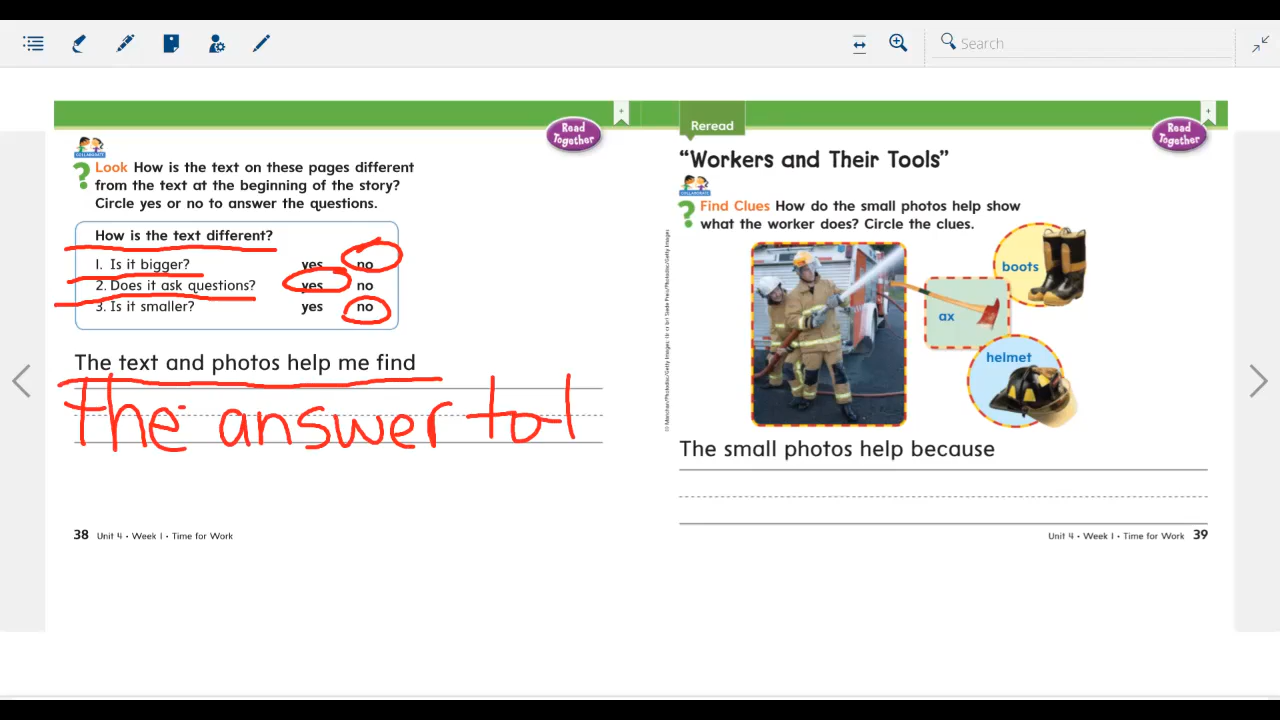 Search
Read
Together
COLLABORATE
? Look How is the text on these pages different
from the text at the beginning of the story?
Circle yes or no to answer the questions.
How is the text different?
1. Is it bigger? yes no
2. Does it ask questions? yes no
3. Is it smaller? yes no
The text and photos help me find
the answer to
38 Unit 4 • Week 1 • Time for Work
Reread
Read
Together
"Workers and Their Tools"
COLLABORATE
? Find Clues How do the small photos help show
what the worker does? Circle the clues.
boots
ax
helmet
The small photos help because
Unit 4 • Week 1 • Time for Work 39